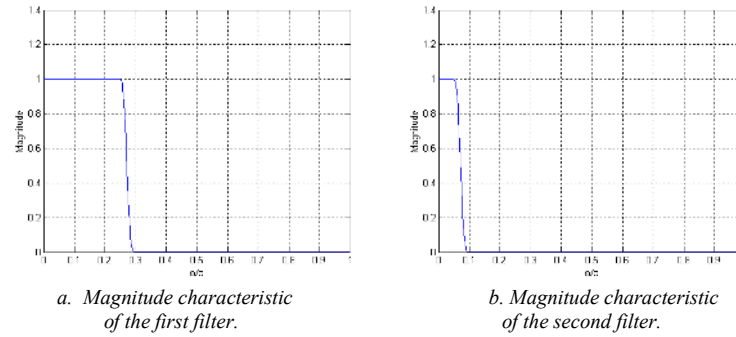 1.4
1.2
1
0.8
0.6
0.4
0.2
0
Magnitude
0 0.1 0.2 0.3 0.4 0.5 0.6 0.7 0.8 0.9 1
a. Magnitude characteristic
of the first filter.
1.4
1.2
1
0.8
0.6
0.4
0.2
0
Magnitude
0 0.1 0.2 0.3 0.4 0.5 0.6 0.7 0.8 0.9
b. Magnitude characteristic
of the second filter.